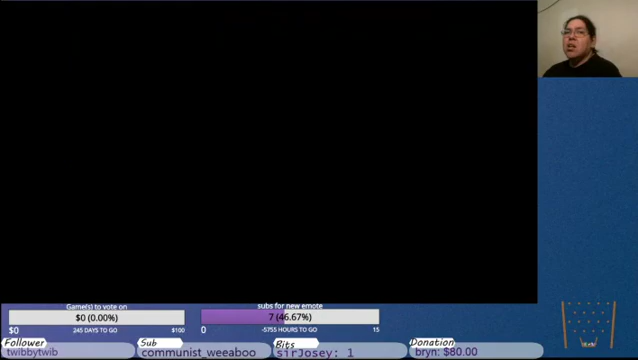 Game(s) to vote on
$0 (0.00%)
$0
245 DAYS TO GO
$100
subs for new emote
7 (46.67%)
0
-5755 HOURS TO GO
15
Follower
twibbytwib
Sub
communist_weeaboo
Bits
sirJosey: 1
Donation
bryn: $80.00